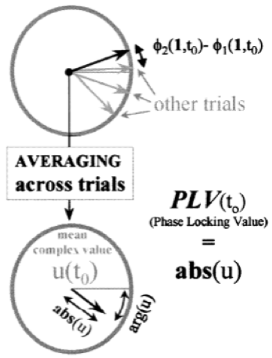 ϕ₂(1,t₀)- ϕ₁(1,t₀)
other trials
AVERAGING
across trials
PLV(t₀)
(Phase Locking Value)
=
abs(u)
mean
complex value
u(t₀)
abs(u)
arg(u)